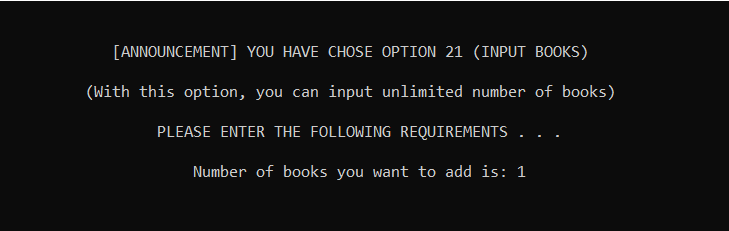 [ANNOUNCEMENT] YOU HAVE CHOSE OPTION 21 (INPUT BOOKS)
(With this option, you can input unlimited number of books)
PLEASE ENTER THE FOLLOWING REQUIREMENTS . . .
Number of books you want to add is: 1